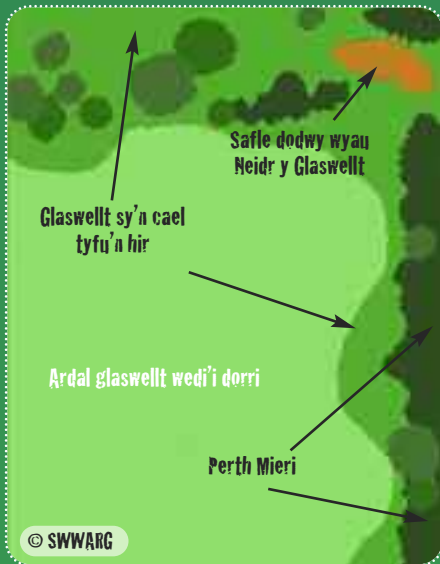 Safle dodwy wyau
Neidr y Glaswellt
Glaswellt sy'n cael
tyfu'n hir
Ardal glaswellt wedi'i dorri
Perth Mieri
© SWWARG